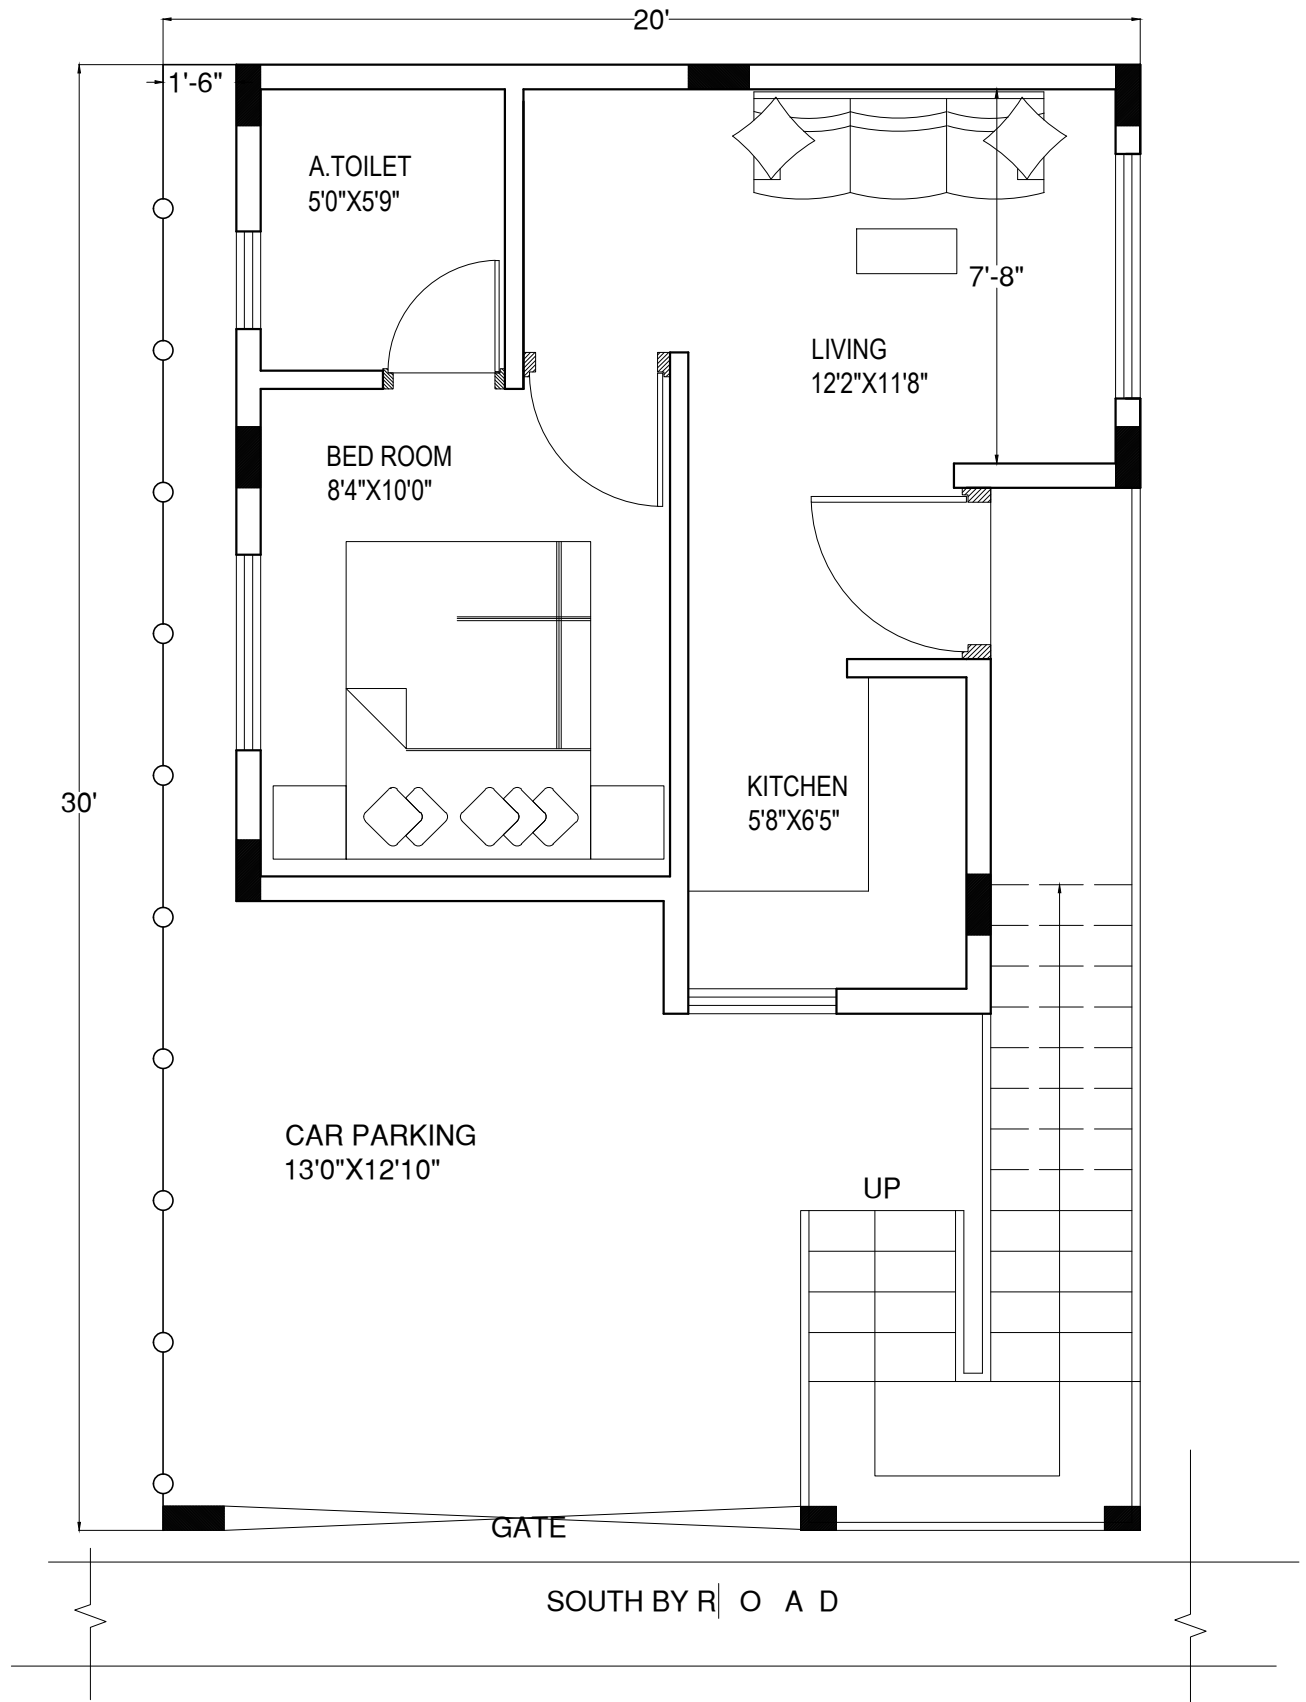 20'
1'-6"
A.TOILET
5'0"X5'9"
7'-8"
LIVING
12'2"X11'8"
BED ROOM
8'4"X10'0"
30'
KITCHEN
5'8"X6'5"
CAR PARKING
13'0"X12'10"
UP
GATE
SOUTH BY R O A D